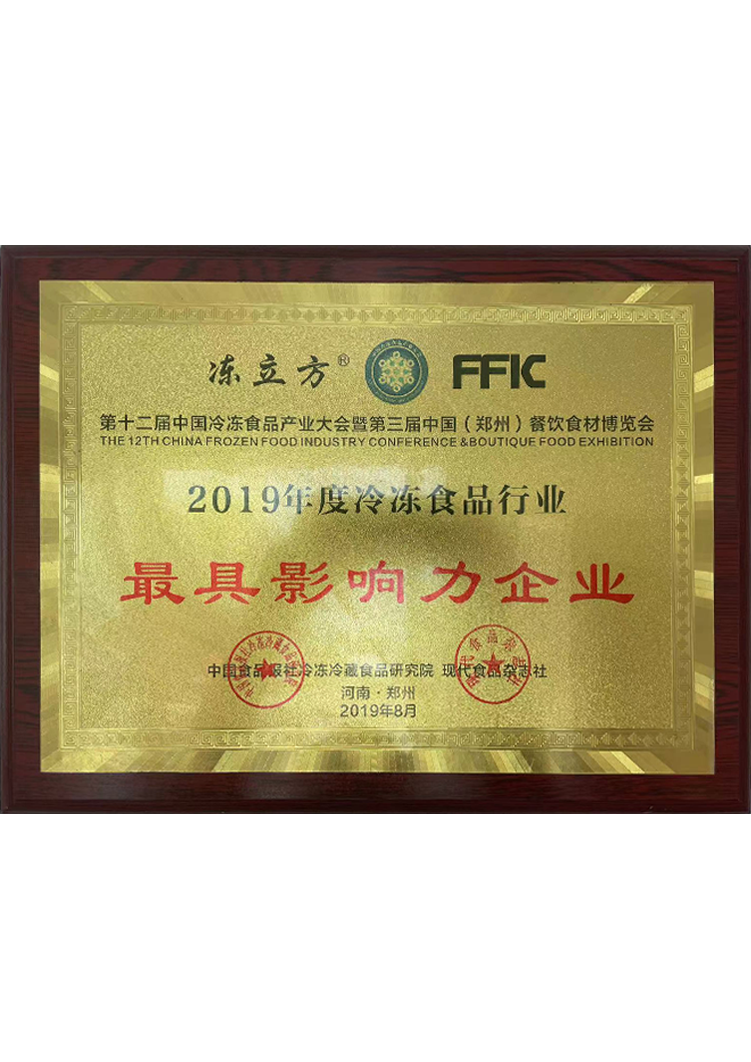 冻立方® FFIC
第十二届中国冷冻食品产业大会暨第三届中国（郑州）餐饮食材博览会
THE 12TH CHINA FROZEN FOOD INDUSTRY CONFERENCE &BOUTIQUE FOOD EXHIBITION
2019年度冷冻食品行业
最具影响力企业
中国食品报社冷冻冷藏食品研究院 现代食品杂志社
河南·郑州
2019年8月